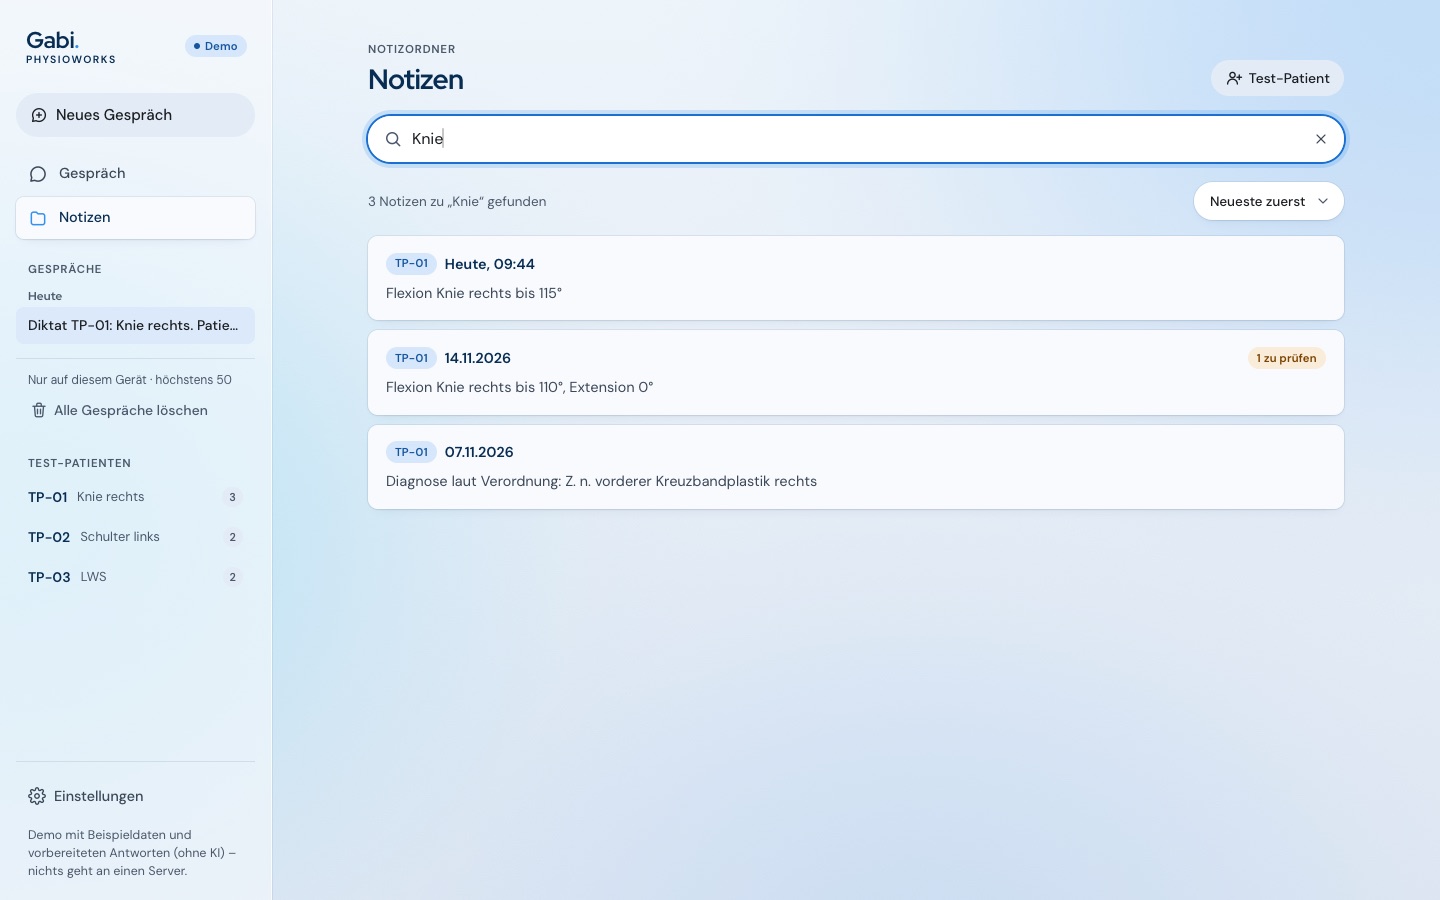 Gabi.
PHYSIOWORKS
Demo
Neues Gespräch
Gespräch
Notizen
GESPRÄCHE
Heute
Diktat TP-01: Knie rechts. Patie…
Nur auf diesem Gerät · höchstens 50
Alle Gespräche löschen
TEST-PATIENTEN
TP-01 Knie rechts 3
TP-02 Schulter links 2
TP-03 LWS 2
Einstellungen
Demo mit Beispieldaten und
vorbereiteten Antworten (ohne KI) –
nichts geht an einen Server.
NOTIZORDNER
Notizen
Test-Patient
Knie
3 Notizen zu „Knie“ gefunden
Neueste zuerst
TP-01 Heute, 09:44
Flexion Knie rechts bis 115°
TP-01 14.11.2026 1 zu prüfen
Flexion Knie rechts bis 110°, Extension 0°
TP-01 07.11.2026
Diagnose laut Verordnung: Z. n. vorderer Kreuzbandplastik rechts